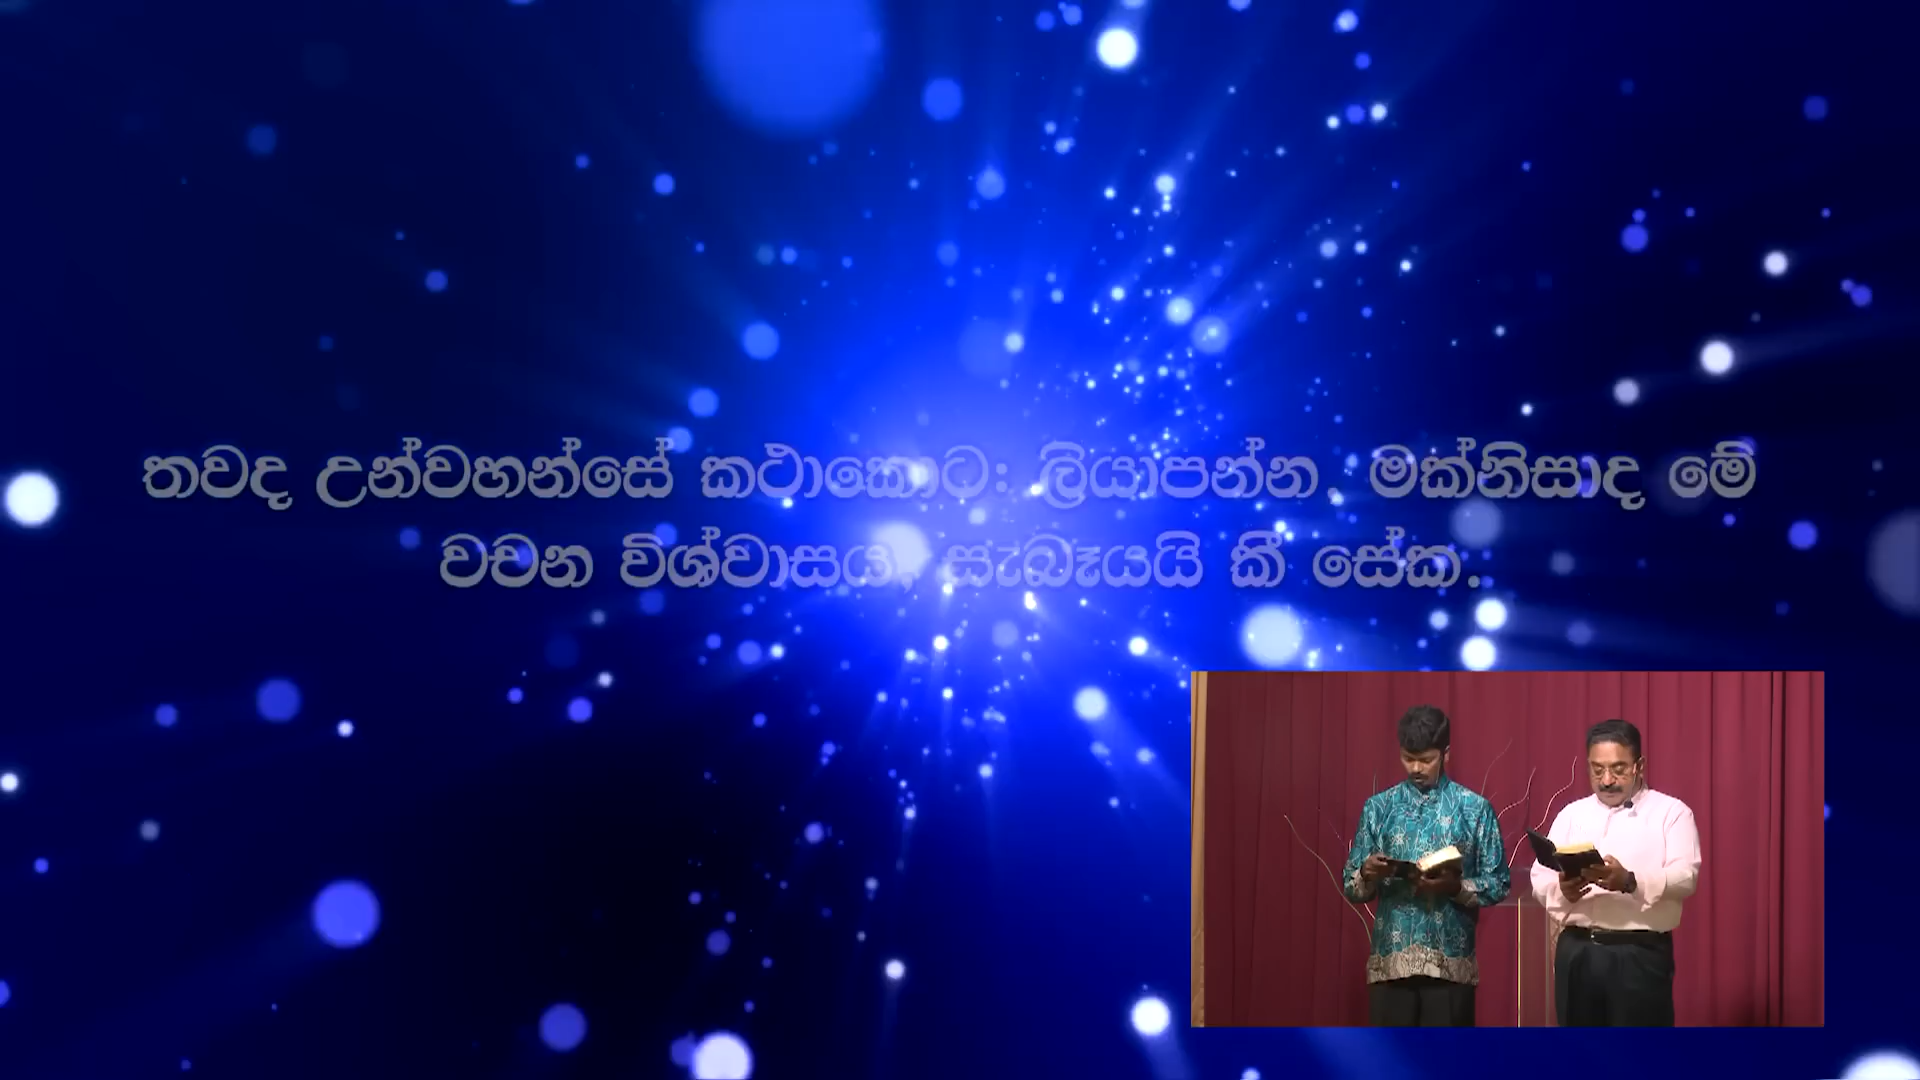 තවද උන්වහන්සේ කථාකොට: ලියාපන්න. මක්නිසාද මේ
වචන විශ්වාසය, සැබෑයයි කී සේක.